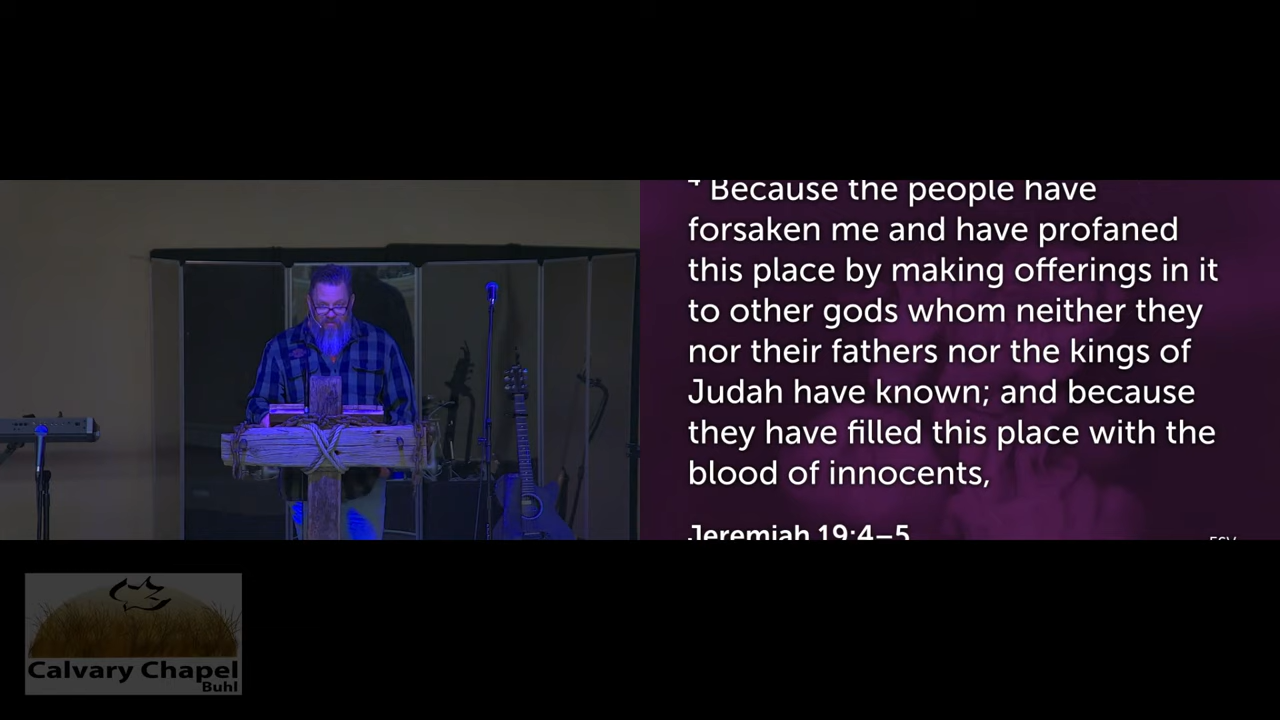 4 Because the people have
forsaken me and have profaned
this place by making offerings in it
to other gods whom neither they
nor their fathers nor the kings of
Judah have known; and because
they have filled this place with the
blood of innocents,
Jeremiah 19:4–5
ESV
Calvary Chapel
Buhl